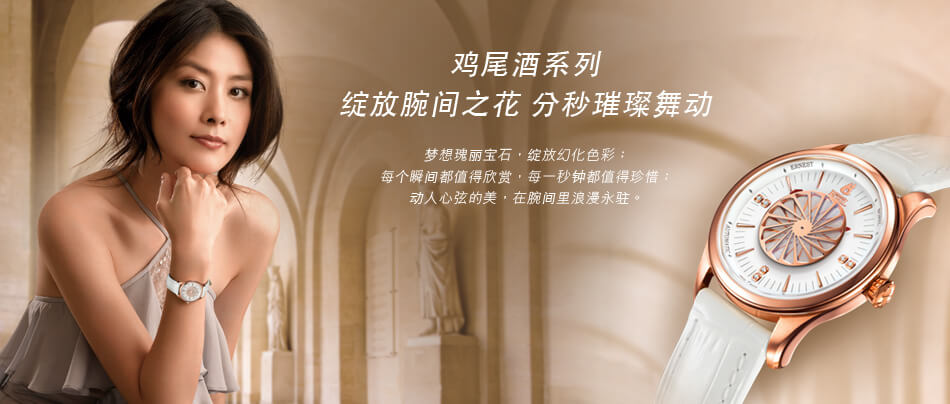 鸡尾酒系列
绽放腕间之花 分秒璀璨舞动
梦想瑰丽宝石，绽放幻化色彩；
每个瞬间都值得欣赏，每一秒钟都值得珍惜；
动人心弦的美，在腕间里浪漫永驻。
ERNEST